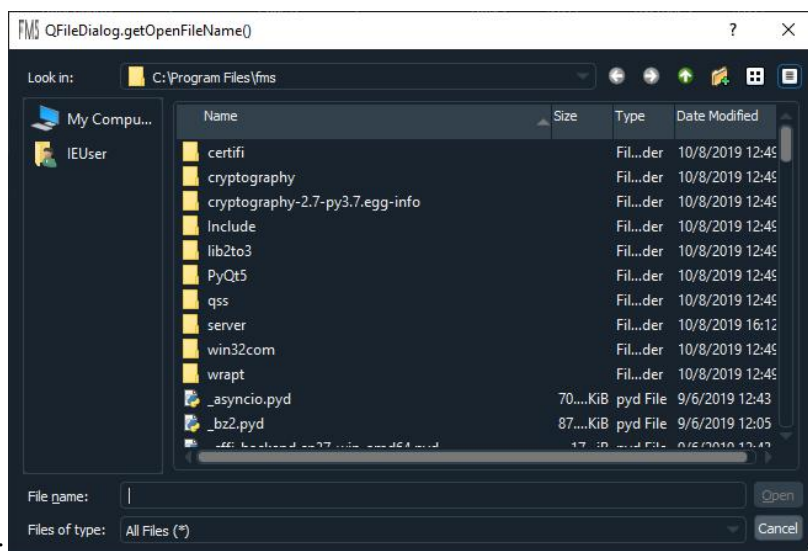 FMS QFileDialog.getOpenFileName() ?
Look in: C:\Program Files\fms
My Compu...
IEUser
Name Size Type Date Modified
certifi Fil...der 10/8/2019 12:49
cryptography Fil...der 10/8/2019 12:49
cryptography-2.7-py3.7.egg-info Fil...der 10/8/2019 12:49
Include Fil...der 10/8/2019 12:49
lib2to3 Fil...der 10/8/2019 12:49
PyQt5 Fil...der 10/8/2019 12:49
qss Fil...der 10/8/2019 12:49
server Fil...der 10/8/2019 16:12
win32com Fil...der 10/8/2019 12:49
wrapt Fil...der 10/8/2019 12:49
_asyncio.pyd 70....KiB pyd File 9/6/2019 12:43
_bz2.pyd 87....KiB pyd File 9/6/2019 12:05
File name: Open
Files of type: All Files (*) Cancel